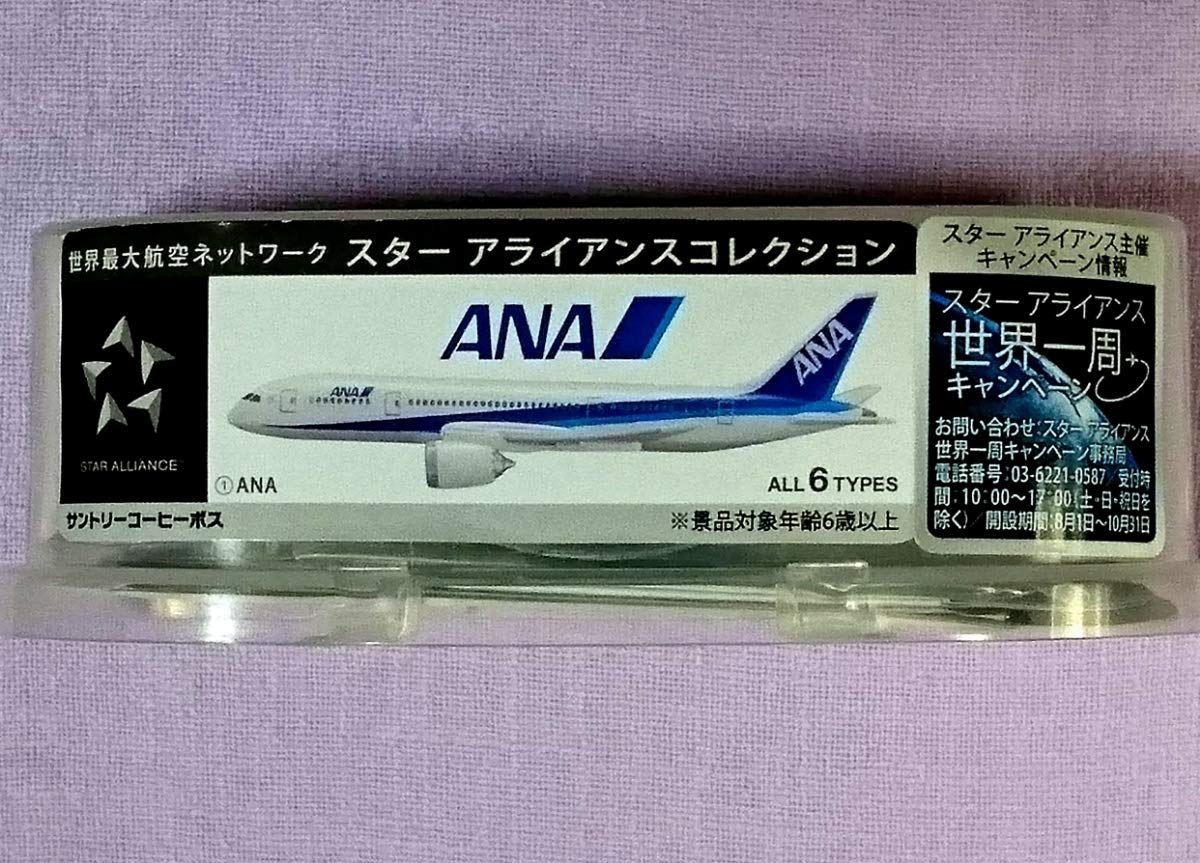 世界最大航空ネットワーク スター アライアンスコレクション
STAR ALLIANCE
ANA
ANA
ANA
①ANA
ALL 6 TYPES
サントリーコーヒーボス
※景品対象年齢6歳以上
スター アライアンス主催
キャンペーン情報
スター アライアンス
世界一周
キャンペーン
お問い合わせ:スター アライアンス
世界一周キャンペーン事務局
電話番号:03-6221-0587/受付時
間:10:00〜17:00(土・日・祝日を
除く)/開設期間:8月1日〜10月31日